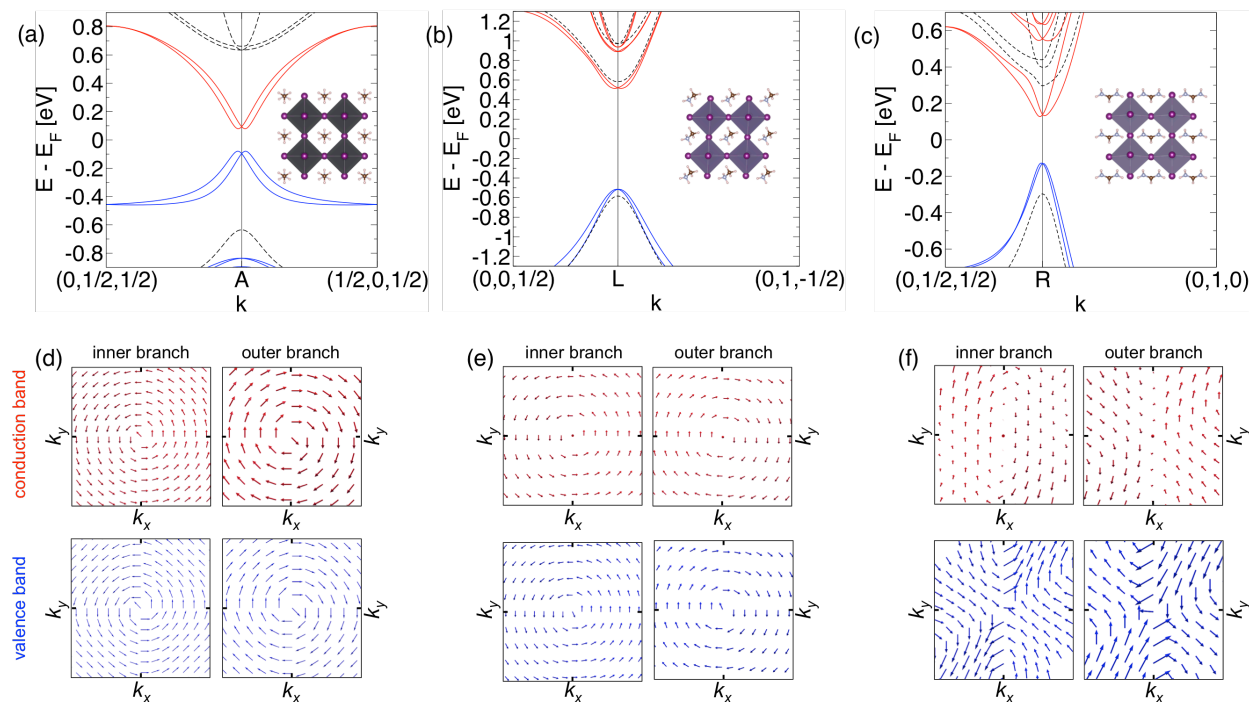 (a)
E - E_F [eV]
0.8
0.6
0.4
0.2
0
-0.2
-0.4
-0.6
-0.8
(0,1/2,1/2)
A
(1/2,0,1/2)
k
(b)
E - E_F [eV]
1.2
1
0.8
0.6
0.4
0.2
0
-0.2
-0.4
-0.6
-0.8
-1
-1.2
(0,0,1/2)
L
(0,1,-1/2)
k
(c)
E - E_F [eV]
0.6
0.4
0.2
0
-0.2
-0.4
-0.6
(0,1/2,1/2)
R
(0,1,0)
k
(d)
inner branch
outer branch
conduction band
k_y
k_y
k_x
k_x
valence band
k_y
k_y
k_x
k_x
(e)
inner branch
outer branch
k_y
k_y
k_x
k_x
k_y
k_y
k_x
k_x
(f)
inner branch
outer branch
k_y
k_x
k_x
k_y
k_x
k_x